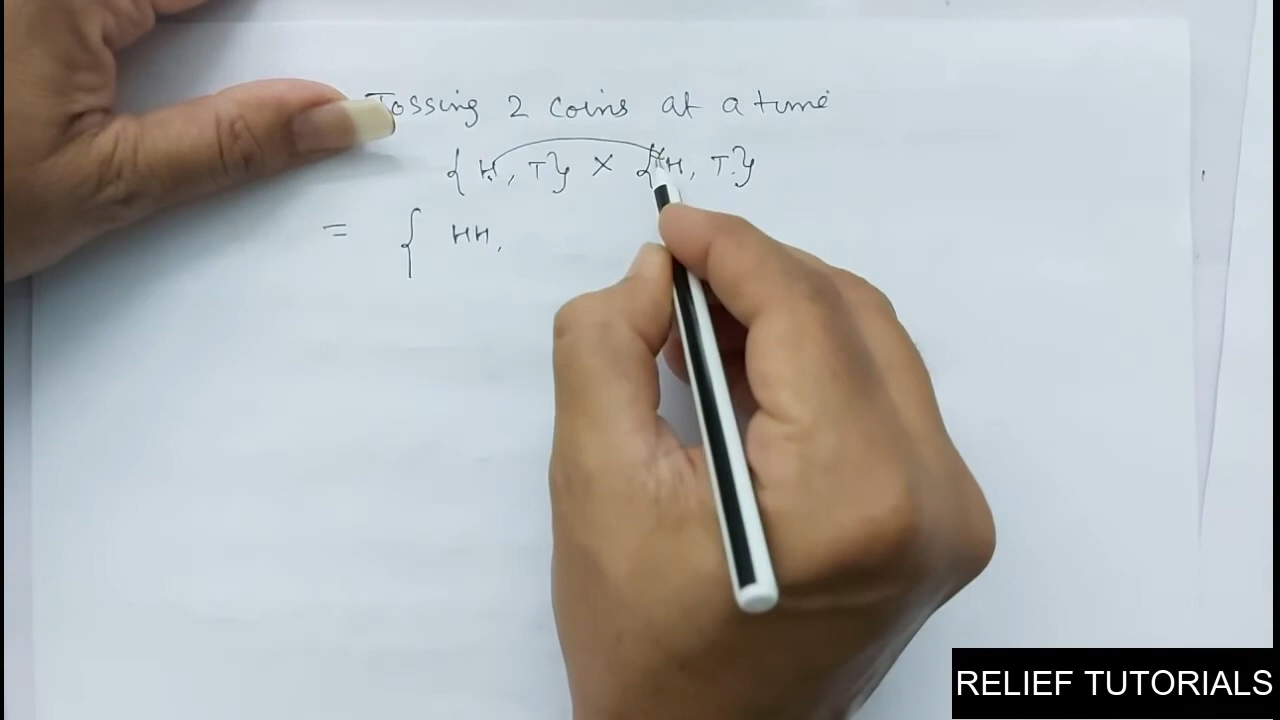 Tossing 2 coins at a time
{ H, T} × {H, T}
= { HH,
RELIEF TUTORIALS